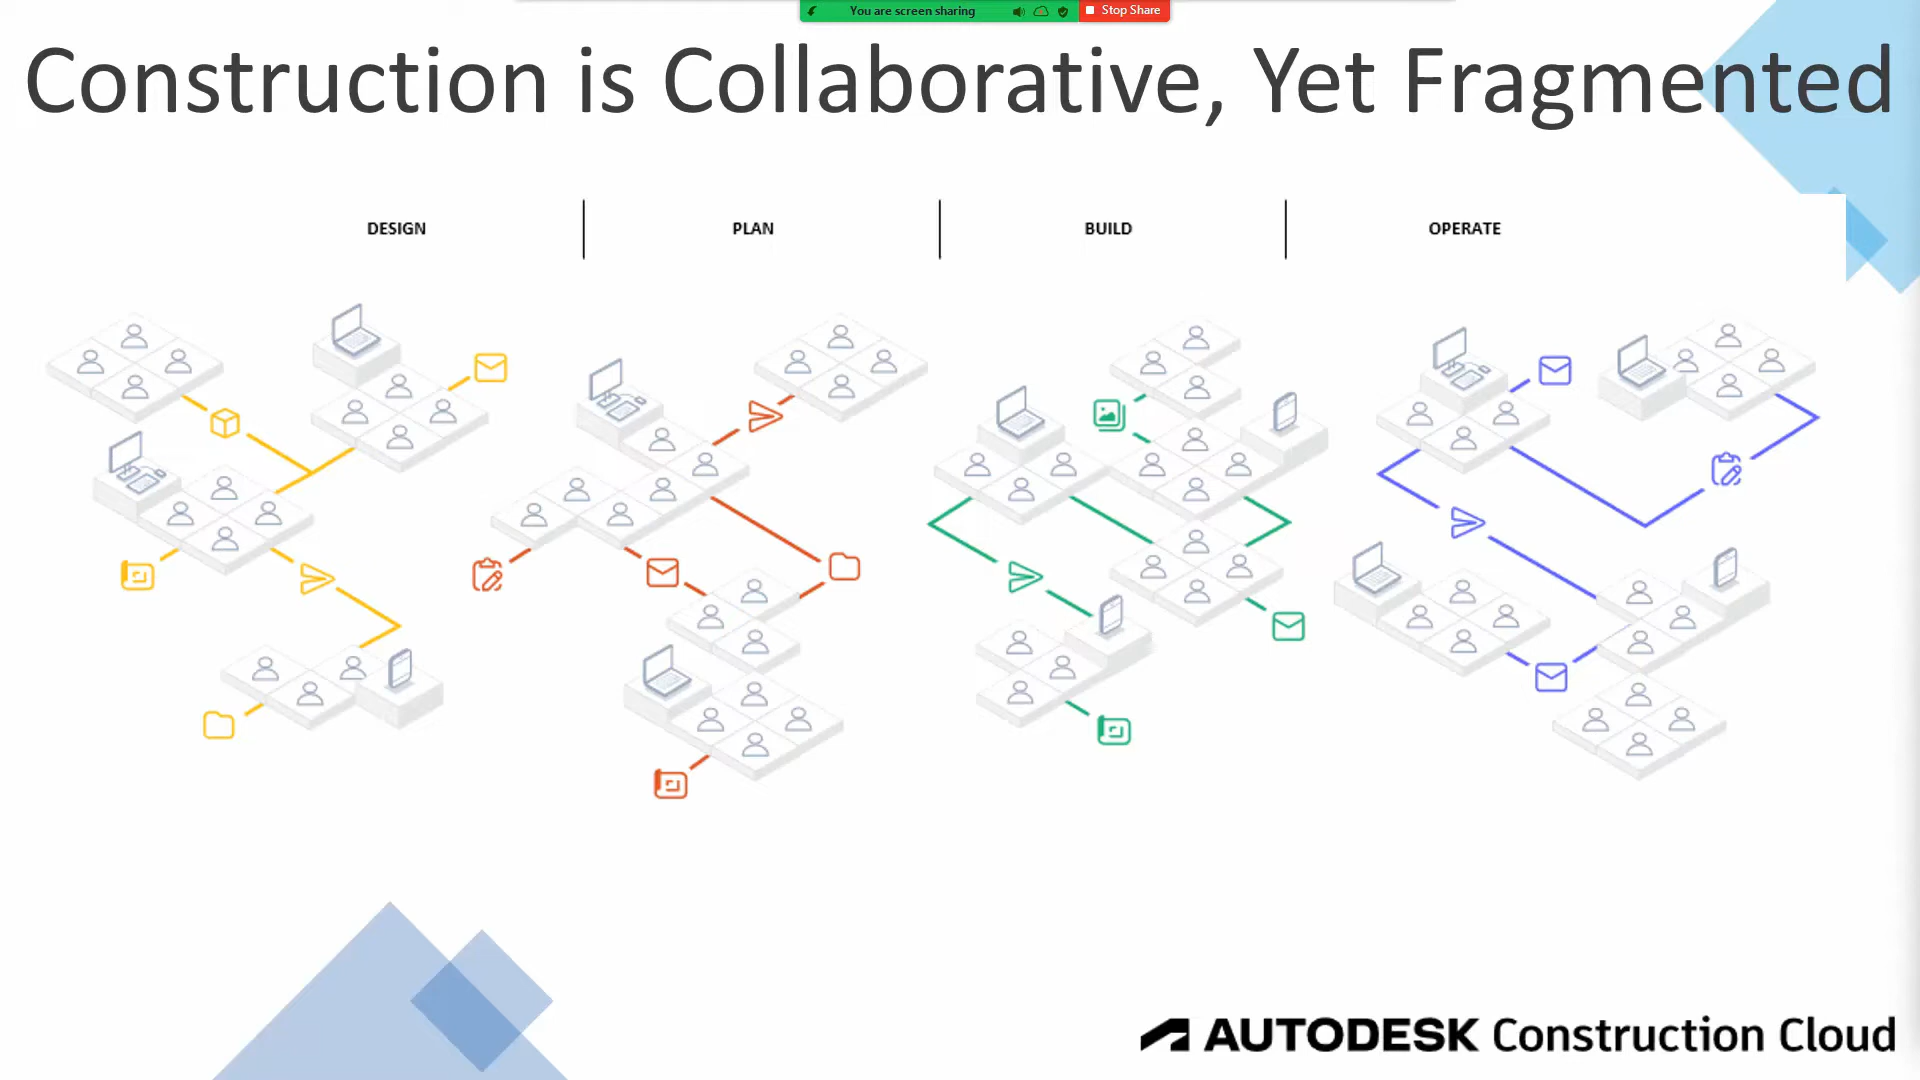 You are screen sharing
Stop Share
Construction is Collaborative, Yet Fragmented
DESIGN
PLAN
BUILD
OPERATE
AUTODESK Construction Cloud